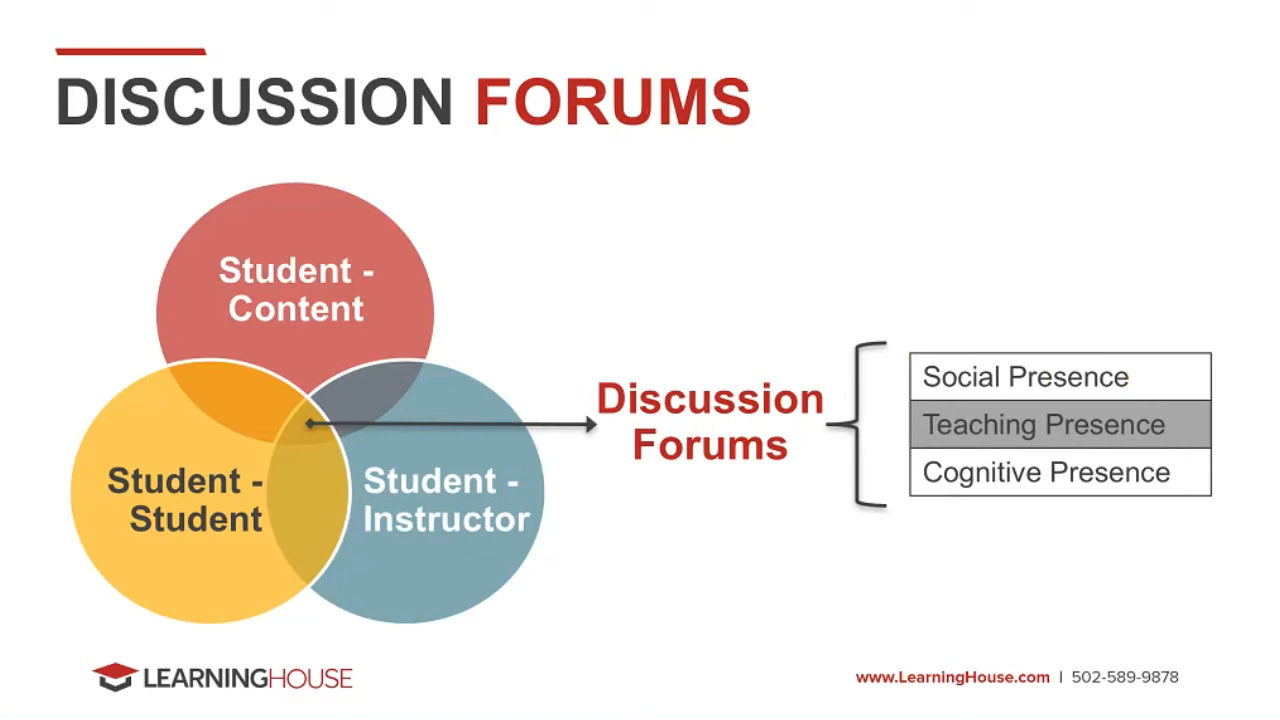 DISCUSSION FORUMS
Student -
Content
Student -
Student
Student -
Instructor
Discussion
Forums
Social Presence
Teaching Presence
Cognitive Presence
LEARNINGHOUSE
www.LearningHouse.com | 502-589-9878